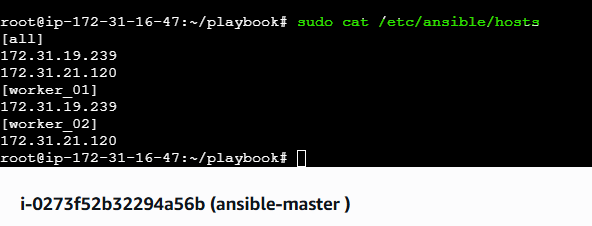 root@ip-172-31-16-47:~/playbook# sudo cat /etc/ansible/hosts
[all]
172.31.19.239
172.31.21.120
[worker_01]
172.31.19.239
[worker_02]
172.31.21.120
root@ip-172-31-16-47:~/playbook#
i-0273f52b32294a56b (ansible-master )